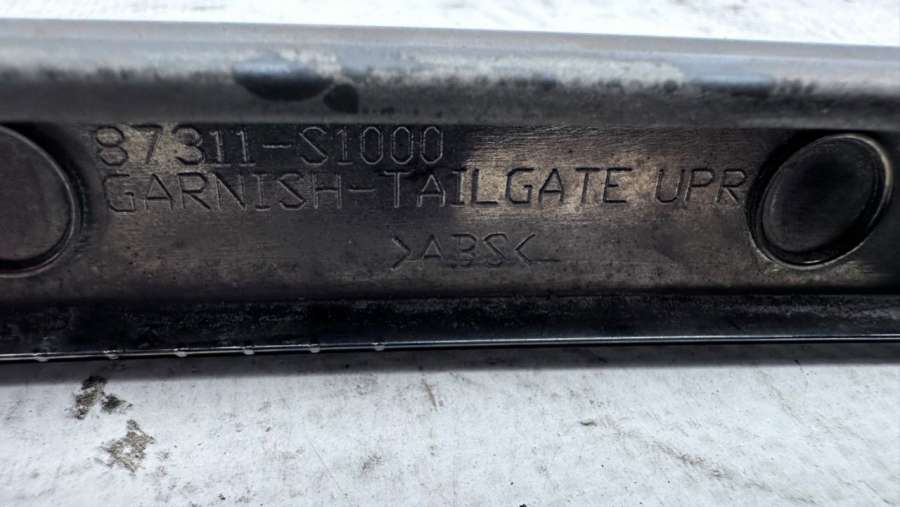 87311-S1000
GARNISH-TAILGATE UPR
>ABS<